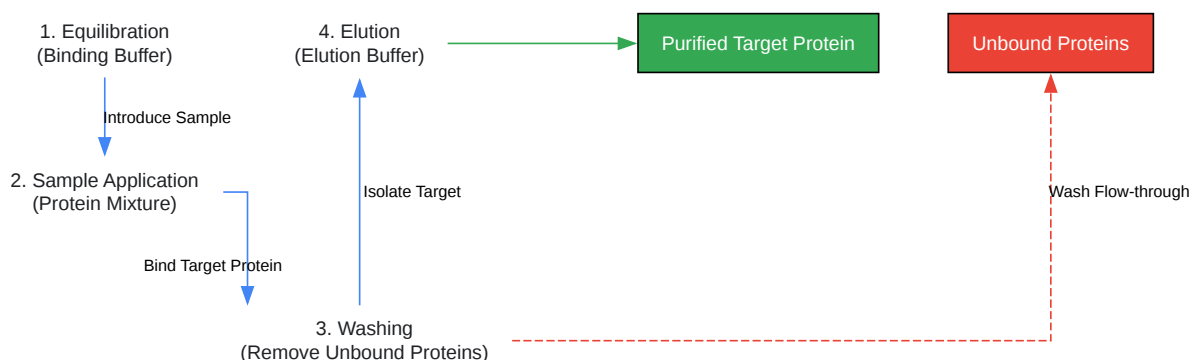 1. Equilibration
(Binding Buffer)
4. Elution
(Elution Buffer)
Purified Target Protein
Unbound Proteins
Introduce Sample
2. Sample Application
(Protein Mixture)
Isolate Target
Wash Flow-through
Bind Target Protein
3. Washing
(Remove Unbound Proteins)